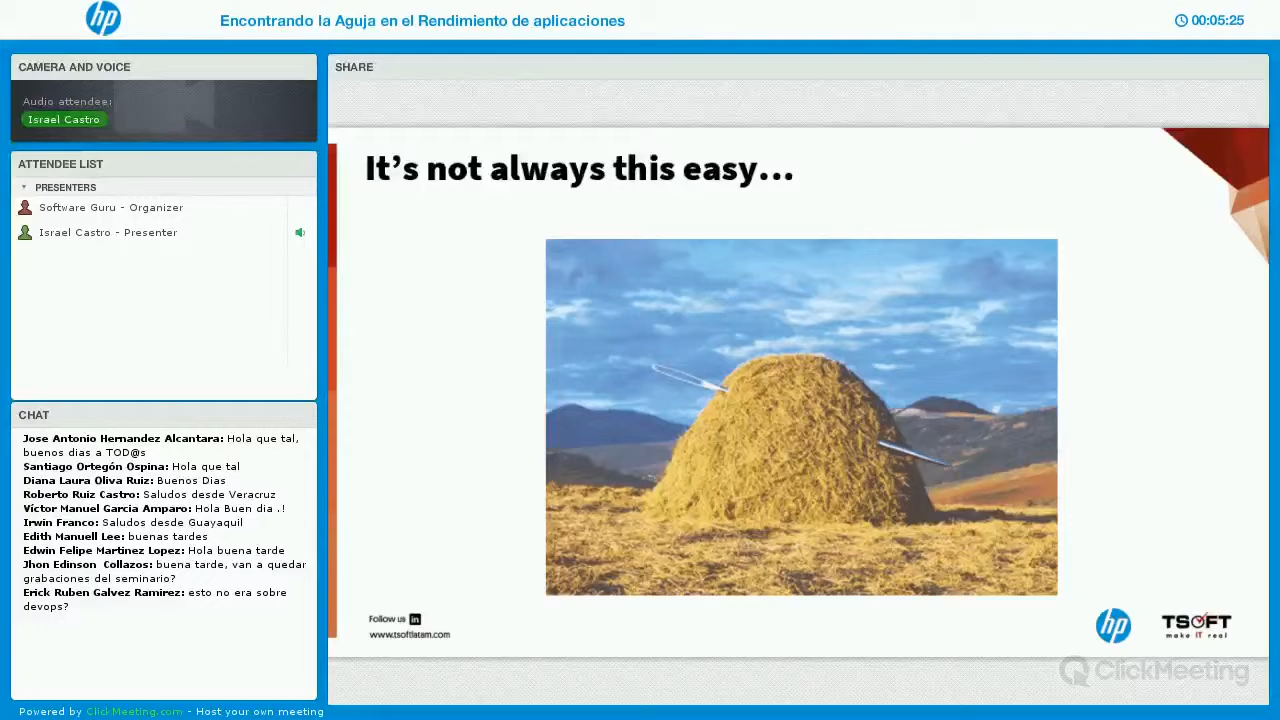 hp
Encontrando la Aguja en el Rendimiento de aplicaciones
00:05:25
CAMERA AND VOICE
Audio attendee:
Israel Castro
ATTENDEE LIST
PRESENTERS
Software Guru - Organizer
Israel Castro - Presenter
CHAT
Jose Antonio Hernandez Alcantara: Hola que tal,
buenos dias a TOD@s
Santiago Ortegón Ospina: Hola que tal
Diana Laura Oliva Ruiz: Buenos Dias
Roberto Ruiz Castro: Saludos desde Veracruz
Víctor Manuel Garcia Amparo: Hola Buen dia .!
Irwin Franco: Saludos desde Guayaquil
Edith Manuell Lee: buenas tardes
Edwin Felipe Martinez Lopez: Hola buena tarde
Jhon Edinson Collazos: buena tarde, van a quedar
grabaciones del seminario?
Erick Ruben Galvez Ramirez: esto no era sobre
devops?
SHARE
It's not always this easy...
Follow us in
www.tsoftlatam.com
hp
TSOFT
make IT real
ClickMeeting
Powered by ClickMeeting.com - Host your own meeting